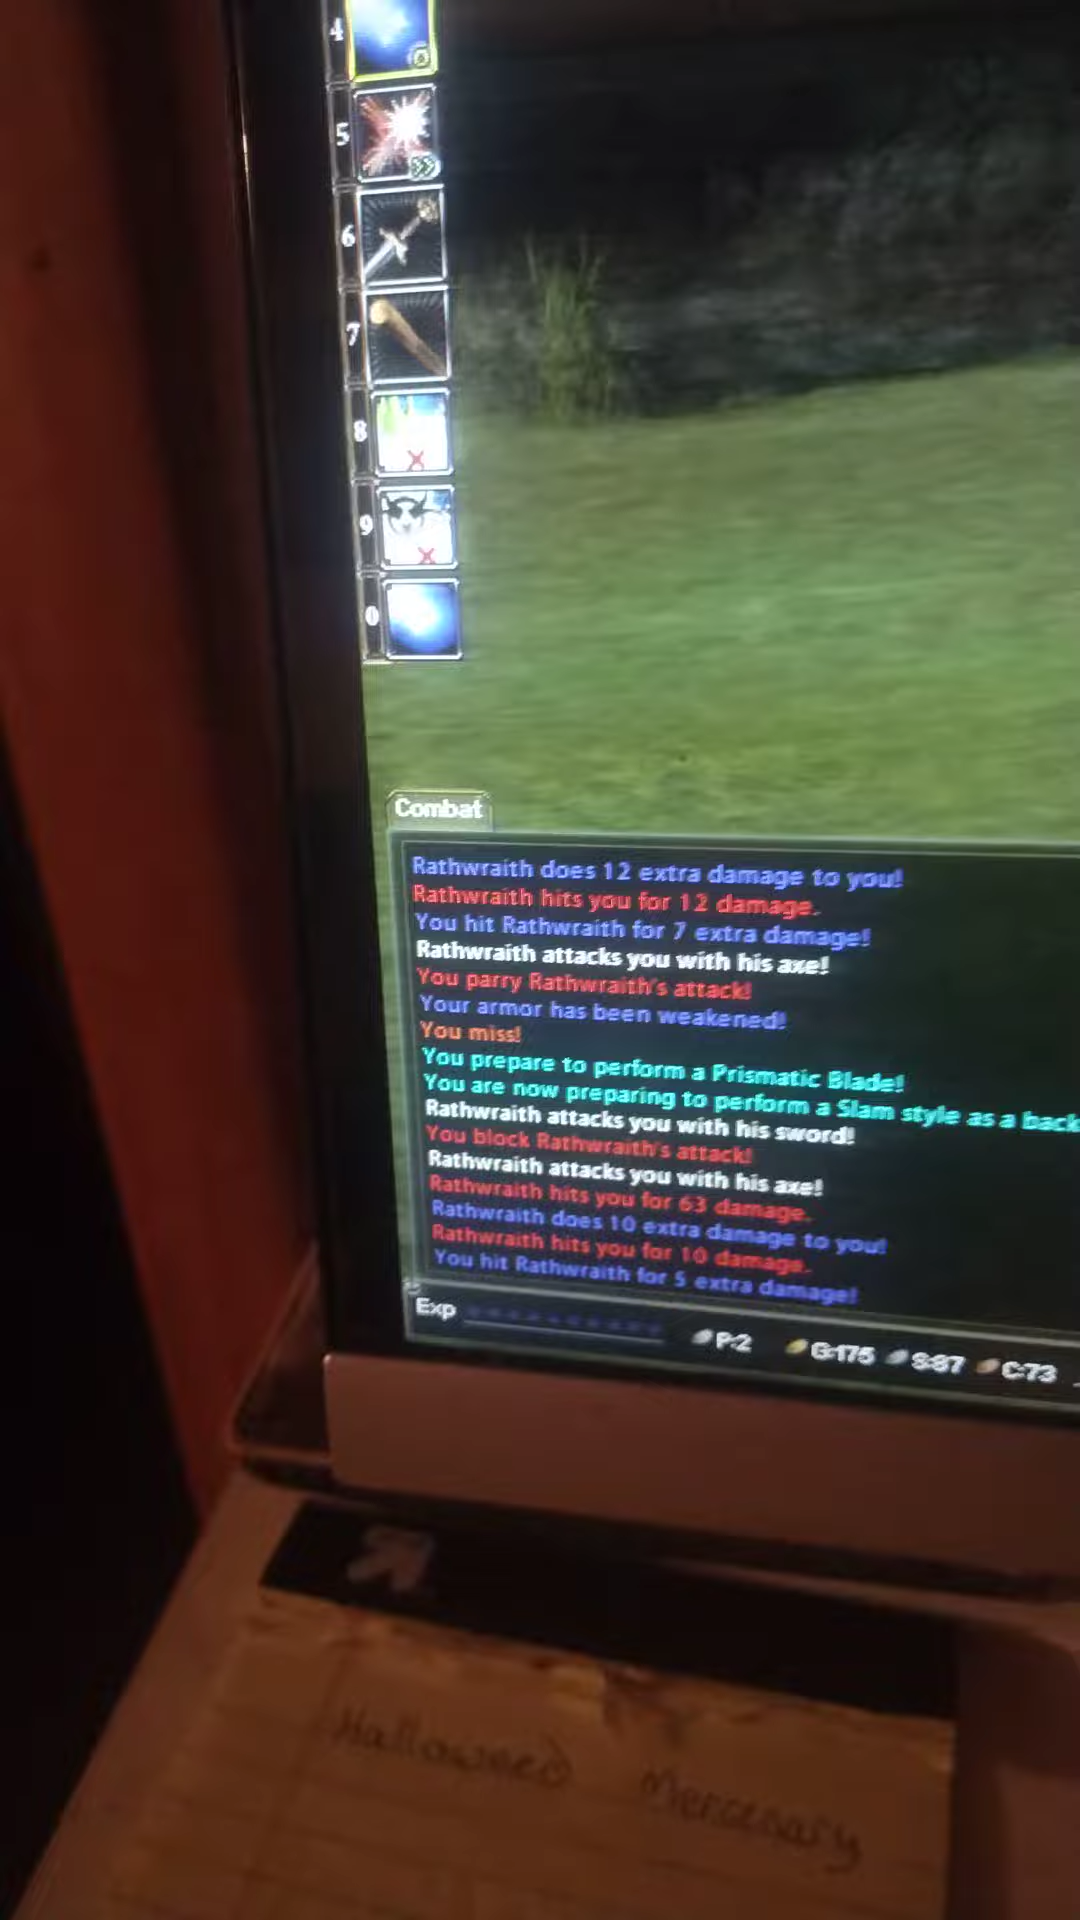 4
5
6
7
8
9
0
Combat
Rathwraith does 12 extra damage to you!
Rathwraith hits you for 12 damage.
You hit Rathwraith for 7 extra damage!
Rathwraith attacks you with his axe!
You parry Rathwraith's attack!
Your armor has been weakened!
You miss!
You prepare to perform a Prismatic Blade!
You are now preparing to perform a Slam style as a back
Rathwraith attacks you with his sword!
You block Rathwraith's attack!
Rathwraith attacks you with his axe!
Rathwraith hits you for 63 damage.
Rathwraith does 10 extra damage to you!
Rathwraith hits you for 10 damage.
You hit Rathwraith for 5 extra damage!
Exp P:2 G:175 S:87 C:73
Halloweed Mercenary